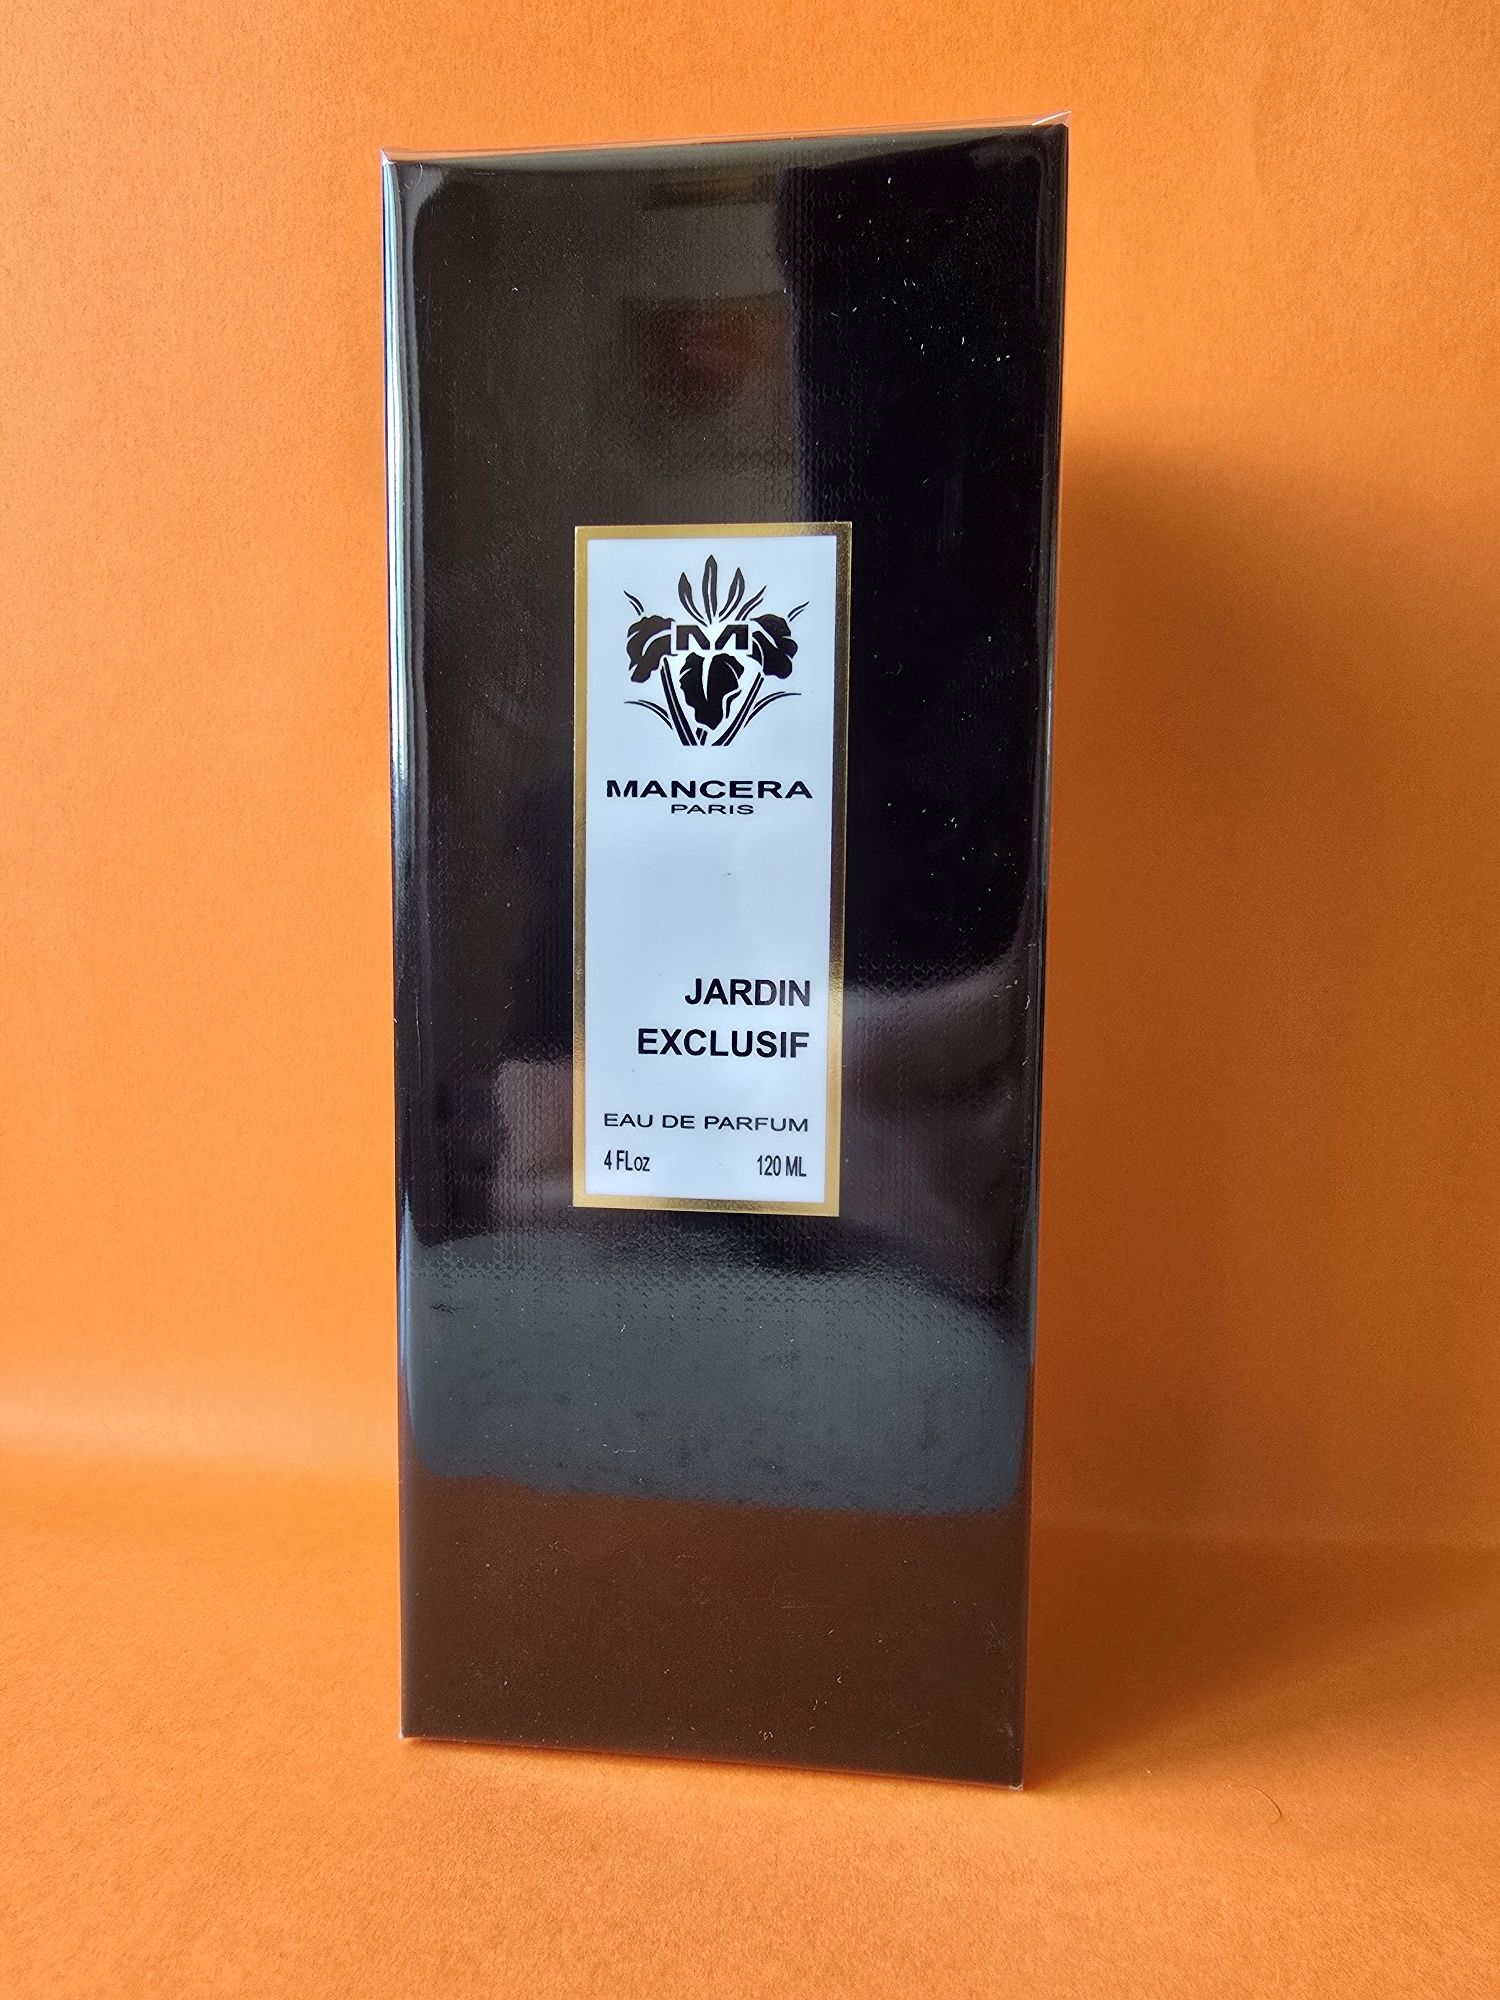 M
MANCERA
PARIS
JARDIN
EXCLUSIF
EAU DE PARFUM
4 FLoz 120 ML